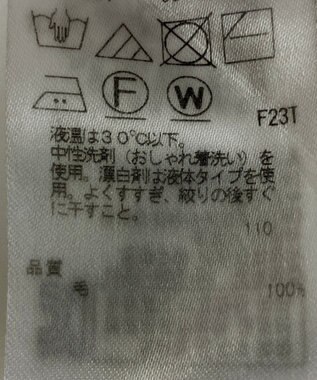 F
W
F23T
液温は30℃以下。
中性洗剤（おしゃれ着洗い）を
使用。漂白剤は液体タイプを使
用。よくすすぎ、絞りの後すぐ
に干すこと。
110
品質
毛 100%